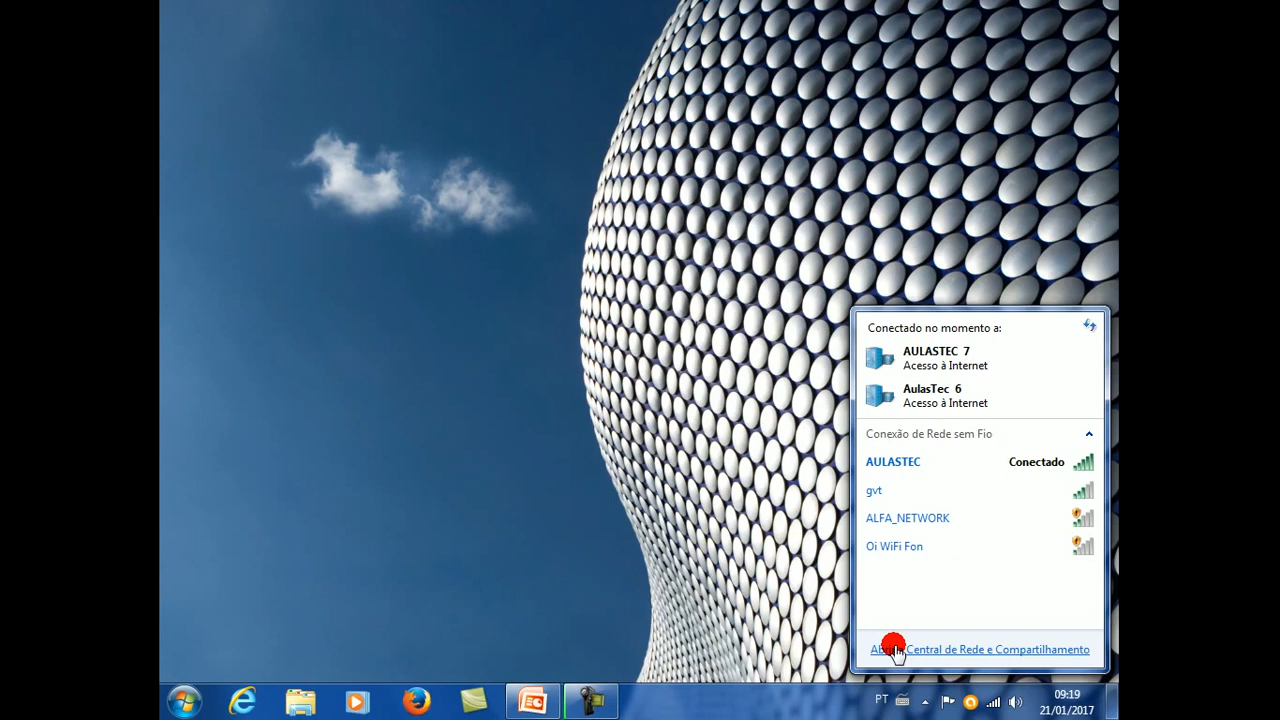 Conectado no momento a:
AULASTEC 7
Acesso à Internet
AulasTec 6
Acesso à Internet
Conexão de Rede sem Fio
AULASTEC Conectado
gvt
ALFA_NETWORK
Oi WiFi Fon
Central de Rede e Compartilhamento
PT
09:19
21/01/2017